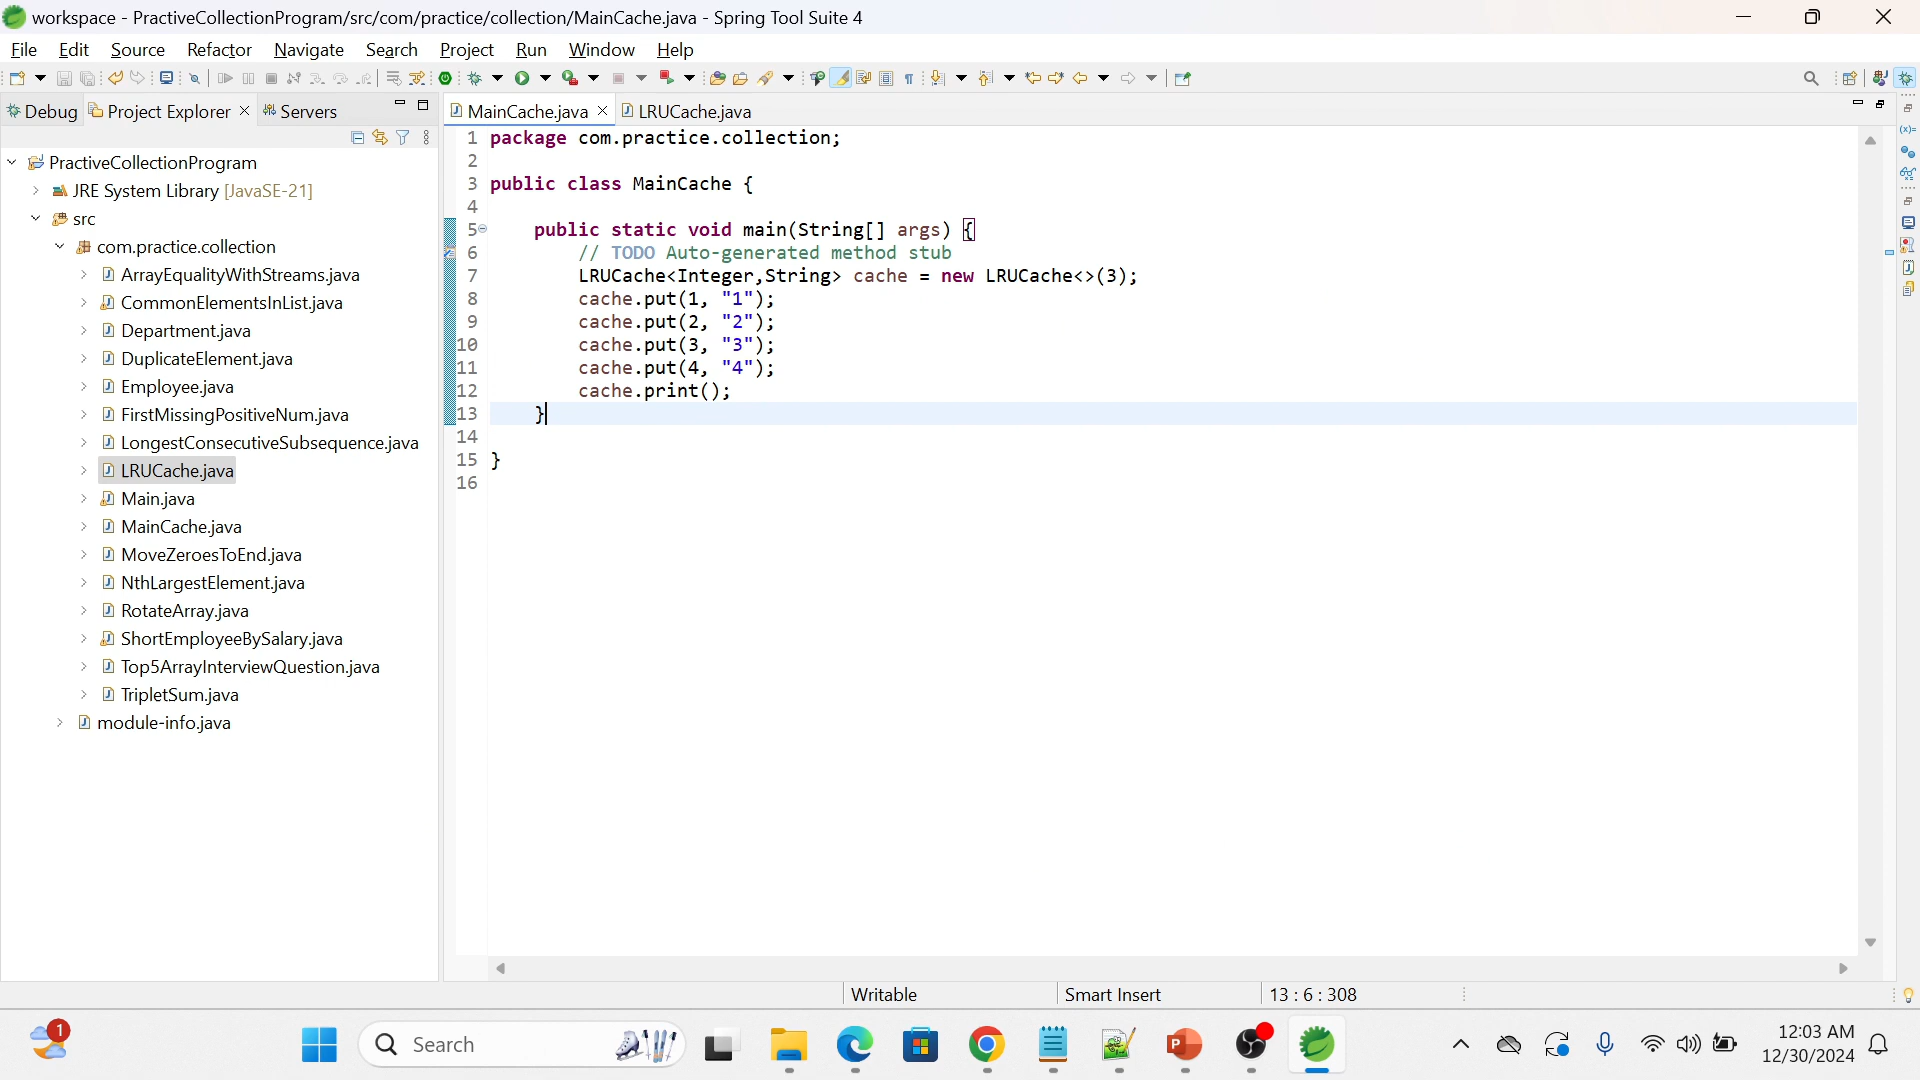 workspace - PractiveCollectionProgram/src/com/practice/collection/MainCache.java - Spring Tool Suite 4
File Edit Source Refactor Navigate Search Project Run Window Help
Debug Project Explorer Servers
MainCache.java LRUCache.java
PractiveCollectionProgram
JRE System Library [JavaSE-21]
src
com.practice.collection
ArrayEqualityWithStreams.java
CommonElementsInList.java
Department.java
DuplicateElement.java
Employee.java
FirstMissingPositiveNum.java
LongestConsecutiveSubsequence.java
LRUCache.java
Main.java
MainCache.java
MoveZeroesToEnd.java
NthLargestElement.java
RotateArray.java
ShortEmployeeBySalary.java
Top5ArrayInterviewQuestion.java
TripletSum.java
module-info.java
1 package com.practice.collection;
2
3 public class MainCache {
4
5 public static void main(String[] args) {
6 // TODO Auto-generated method stub
7 LRUCache<Integer,String> cache = new LRUCache<>(3);
8 cache.put(1, "1");
9 cache.put(2, "2");
10 cache.put(3, "3");
11 cache.put(4, "4");
12 cache.print();
13 }
14
15 }
16
Writable Smart Insert 13 : 6 : 308
1
Search
12:03 AM
12/30/2024